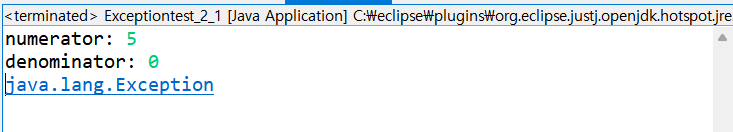 <terminated> Exceptiontest_2_1 [Java Application] C:₩eclipse₩plugins₩org.eclipse.justj.openjdk.hotspot.jre
numerator: 5
denominator: 0
java.lang.Exception